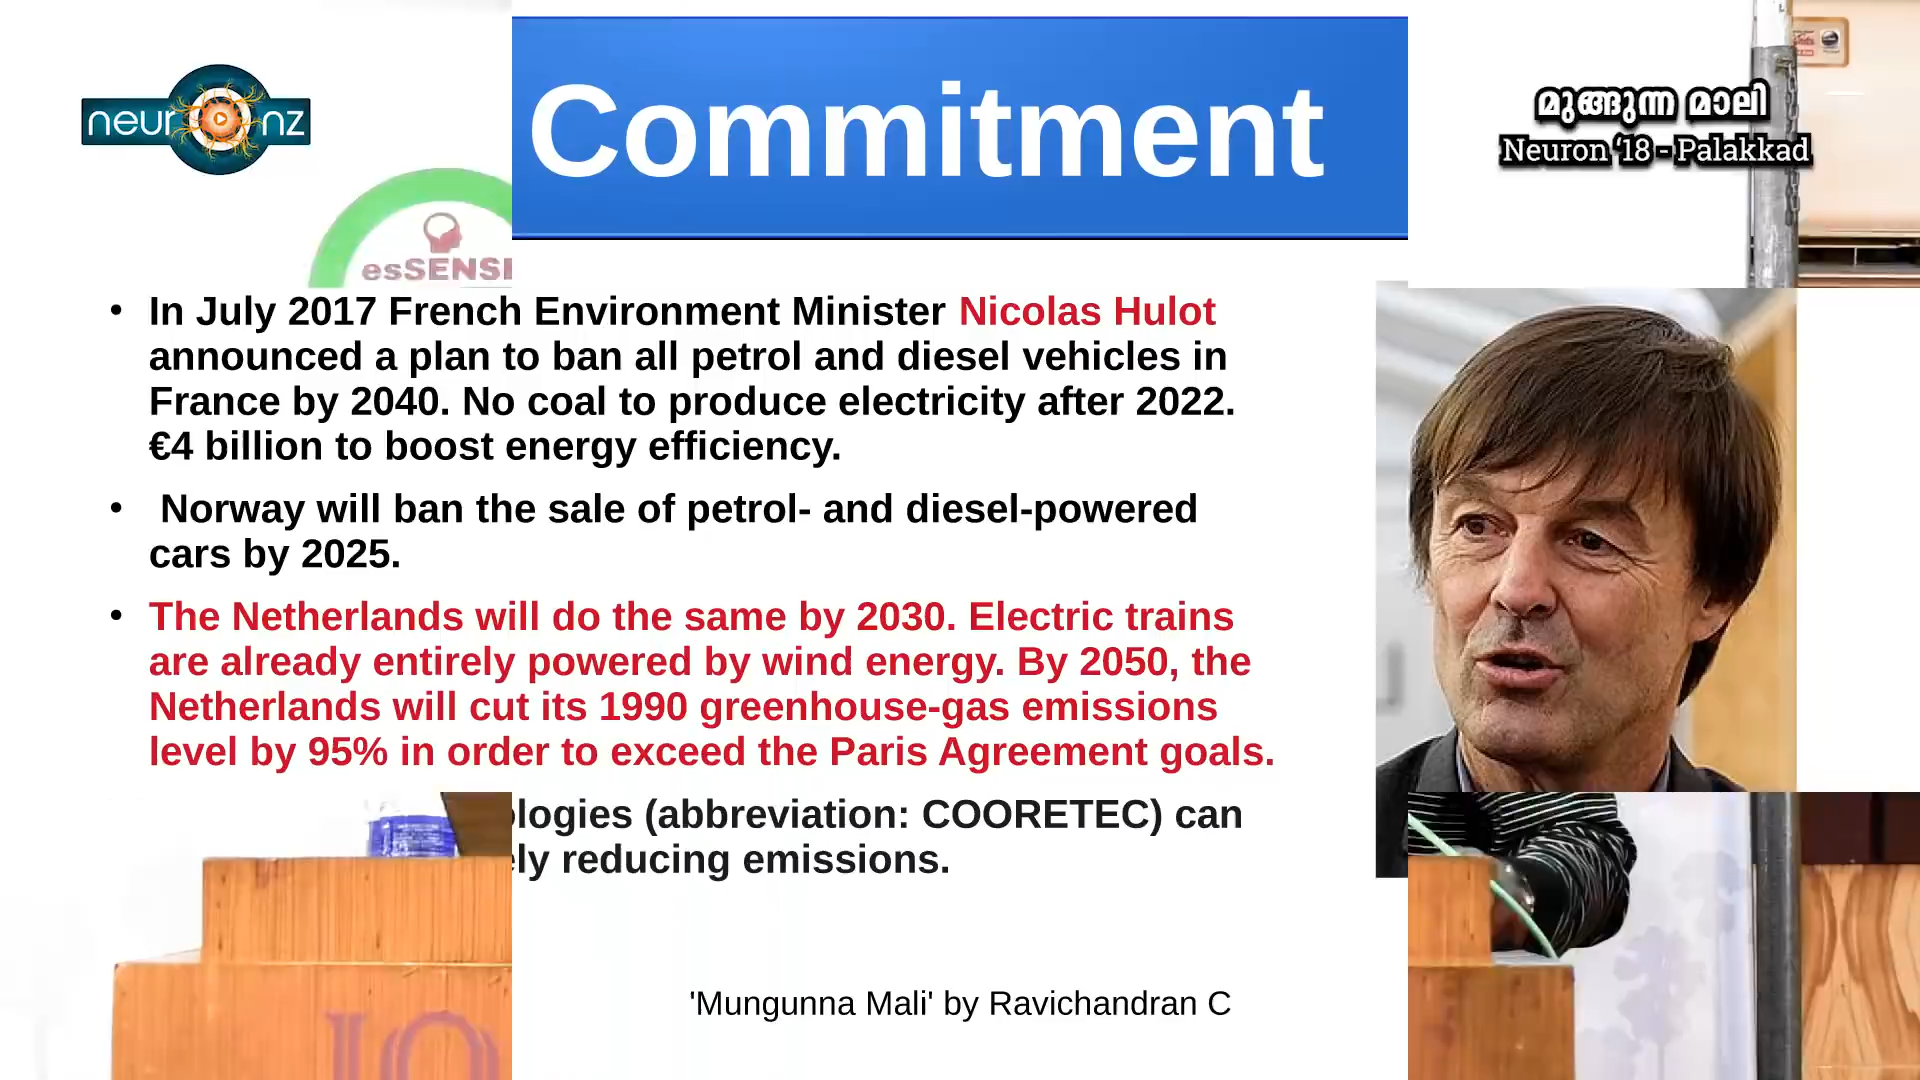 neuronz
Commitment
മുങ്ങുന്ന മാലി
Neuron '18 - Palakkad
esSENSE
• In July 2017 French Environment Minister Nicolas Hulot
announced a plan to ban all petrol and diesel vehicles in
France by 2040. No coal to produce electricity after 2022.
€4 billion to boost energy efficiency.
• Norway will ban the sale of petrol- and diesel-powered
cars by 2025.
• The Netherlands will do the same by 2030. Electric trains
are already entirely powered by wind energy. By 2050, the
Netherlands will cut its 1990 greenhouse-gas emissions
level by 95% in order to exceed the Paris Agreement goals.
ologies (abbreviation: COORETEC) can
ely reducing emissions.
'Mungunna Mali' by Ravichandran C